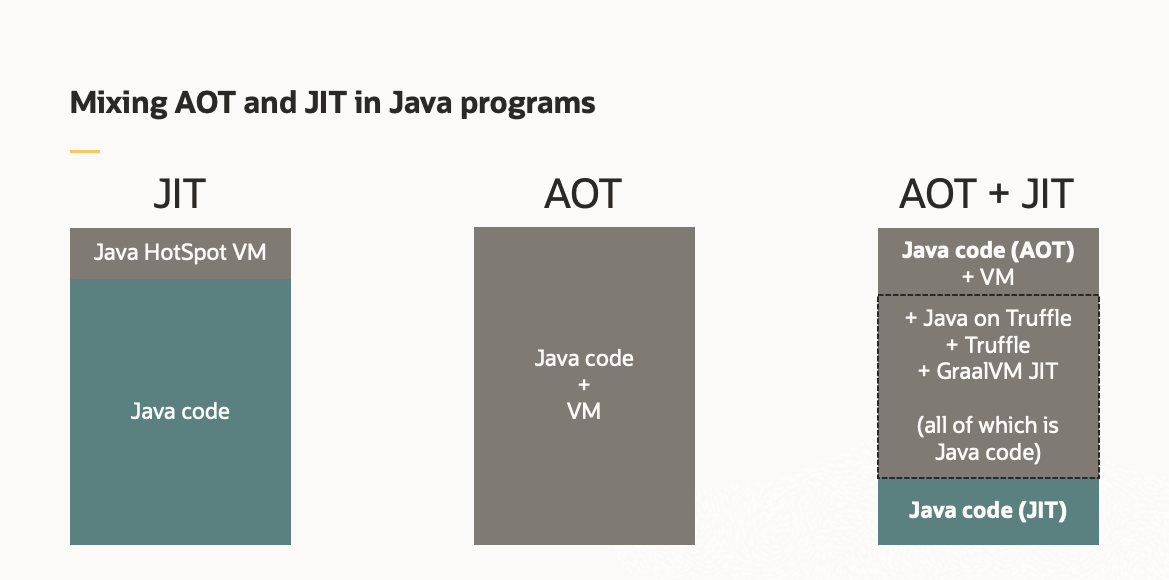 Mixing AOT and JIT in Java programs
JIT
Java HotSpot VM
Java code
AOT
Java code
+
VM
AOT + JIT
Java code (AOT)
+ VM
+ Java on Truffle
+ Truffle
+ GraalVM JIT
(all of which is
Java code)
Java code (JIT)